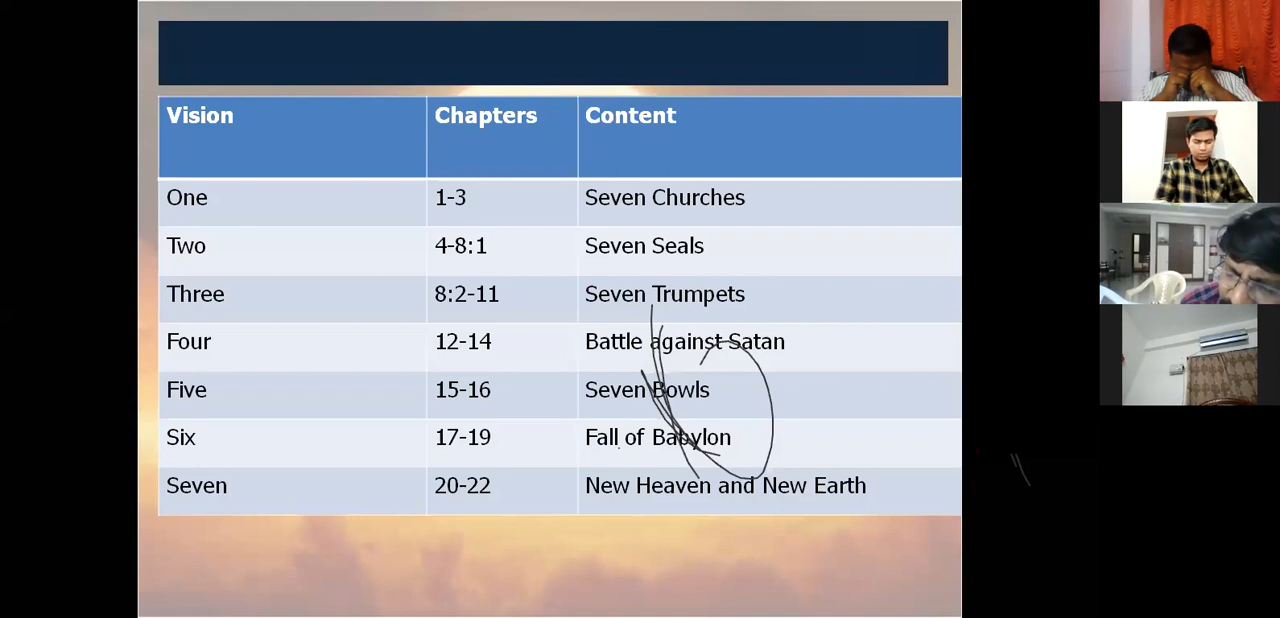 Vision Chapters Content
One 1-3 Seven Churches
Two 4-8:1 Seven Seals
Three 8:2-11 Seven Trumpets
Four 12-14 Battle against Satan
Five 15-16 Seven Bowls
Six 17-19 Fall of Babylon
Seven 20-22 New Heaven and New Earth